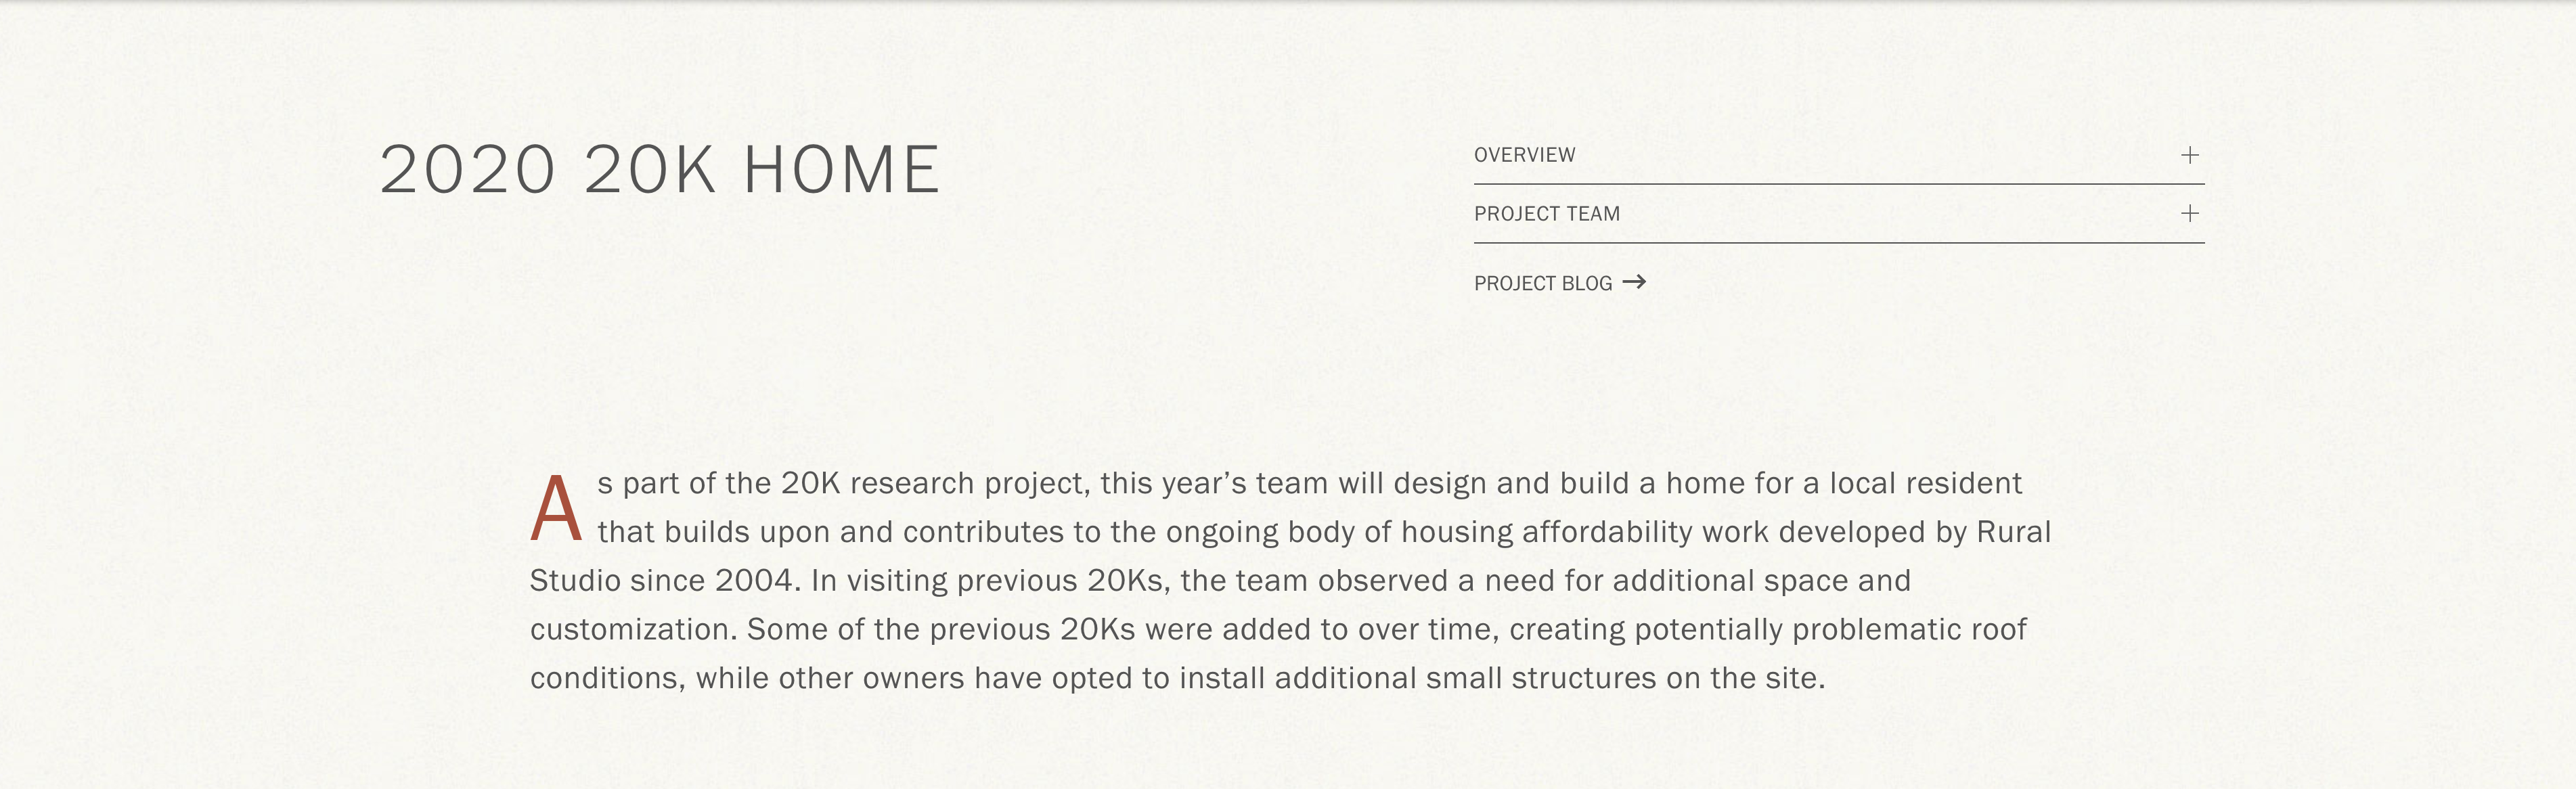 2020 20K HOME
OVERVIEW
PROJECT TEAM
PROJECT BLOG →
As part of the 20K research project, this year’s team will design and build a home for a local resident
that builds upon and contributes to the ongoing body of housing affordability work developed by Rural
Studio since 2004. In visiting previous 20Ks, the team observed a need for additional space and
customization. Some of the previous 20Ks were added to over time, creating potentially problematic roof
conditions, while other owners have opted to install additional small structures on the site.